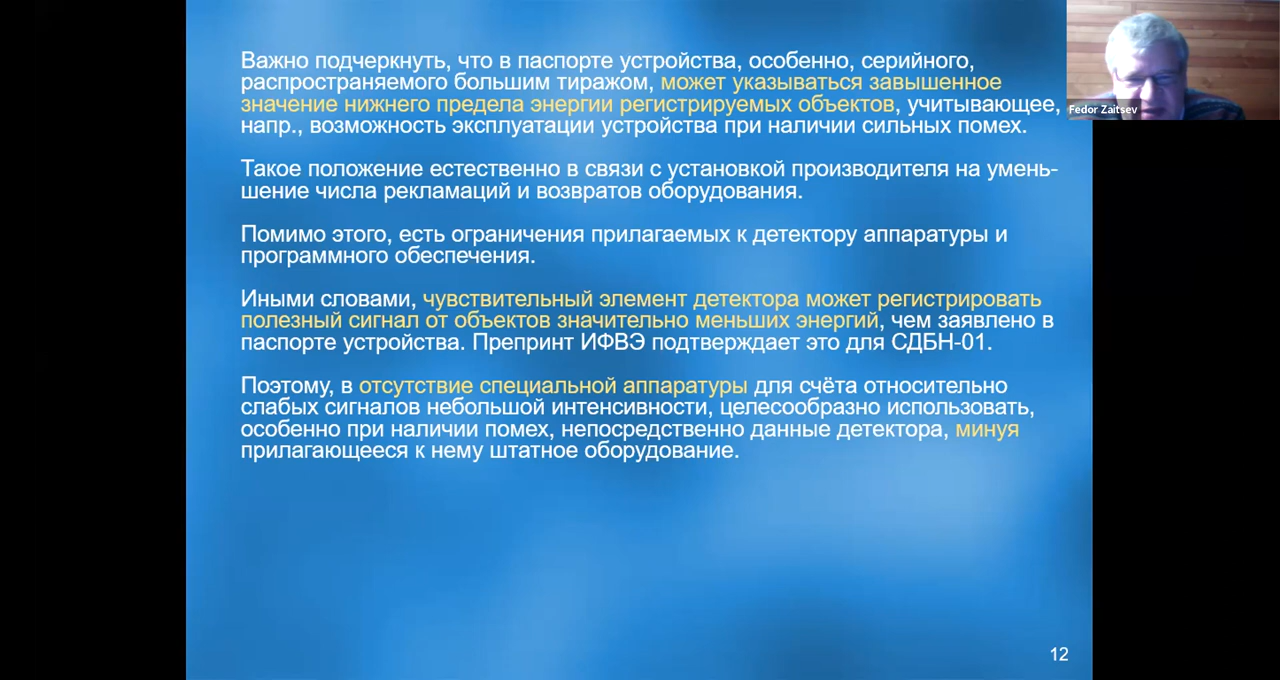 Важно подчеркнуть, что в паспорте устройства, особенно, серийного,
распространяемого большим тиражом, может указываться завышенное
значение нижнего предела энергии регистрируемых объектов, учитывающее,
напр., возможность эксплуатации устройства при наличии сильных помех.
Такое положение естественно в связи с установкой производителя на умень-
шение числа рекламаций и возвратов оборудования.
Помимо этого, есть ограничения прилагаемых к детектору аппаратуры и
программного обеспечения.
Иными словами, чувствительный элемент детектора может регистрировать
полезный сигнал от объектов значительно меньших энергий, чем заявлено в
паспорте устройства. Препринт ИФВЭ подтверждает это для СДБН-01.
Поэтому, в отсутствие специальной аппаратуры для счёта относительно
слабых сигналов небольшой интенсивности, целесообразно использовать,
особенно при наличии помех, непосредственно данные детектора, минуя
прилагающееся к нему штатное оборудование.
12
Fedor Zaitsev